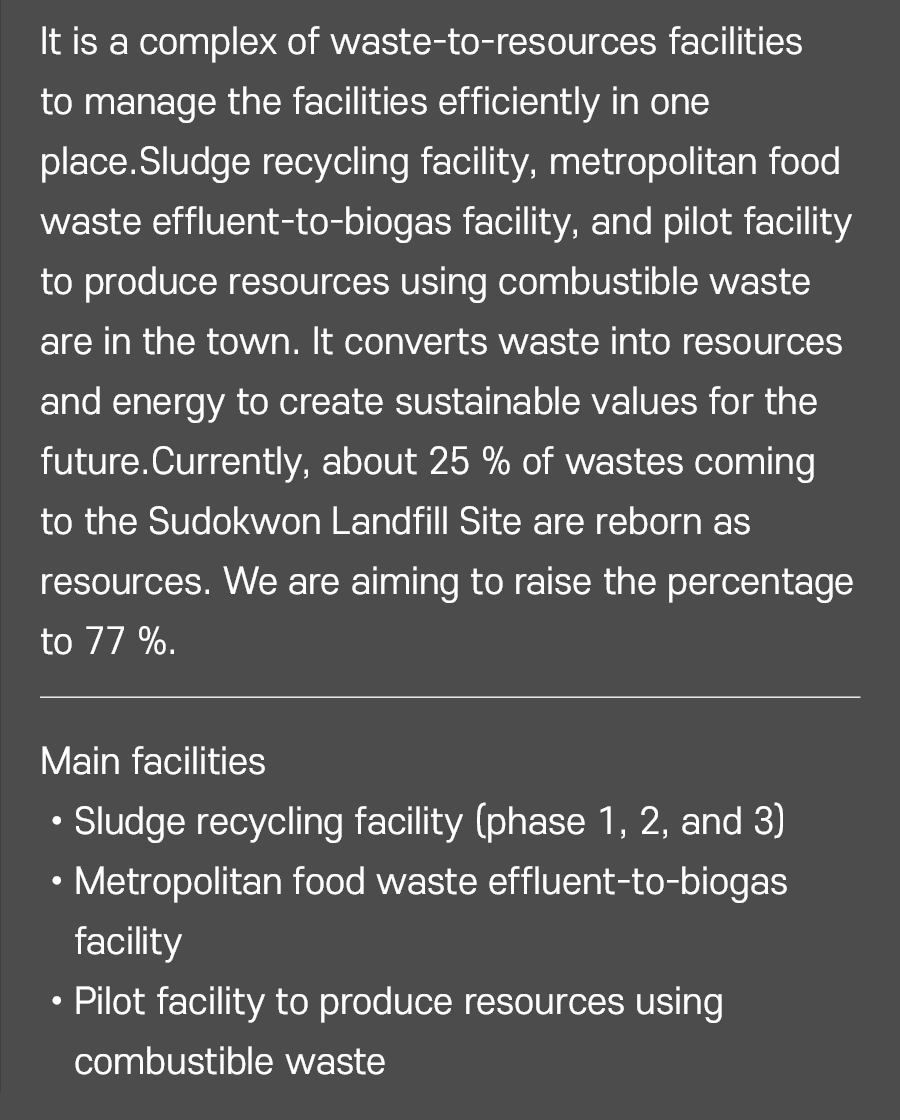 It is a complex of waste-to-resources facilities
to manage the facilities efficiently in one
place.Sludge recycling facility, metropolitan food
waste effluent-to-biogas facility, and pilot facility
to produce resources using combustible waste
are in the town. It converts waste into resources
and energy to create sustainable values for the
future.Currently, about 25 % of wastes coming
to the Sudokwon Landfill Site are reborn as
resources. We are aiming to raise the percentage
to 77 %.
Main facilities
• Sludge recycling facility (phase 1, 2, and 3)
• Metropolitan food waste effluent-to-biogas
facility
• Pilot facility to produce resources using
combustible waste